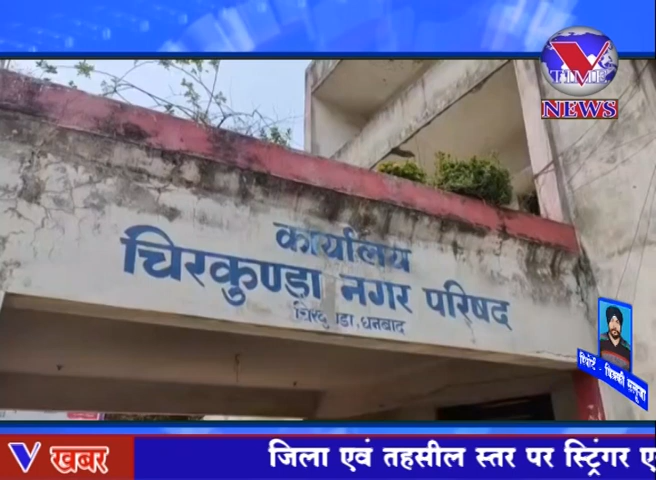 V
TIME
NEWS
कार्यालय
चिरकुण्डा नगर परिषद
चिरकुण्डा, धनबाद
रिपोर्ट -
V खबर
जिला एवं तहसील स्तर पर स्ट्रिंगर ए